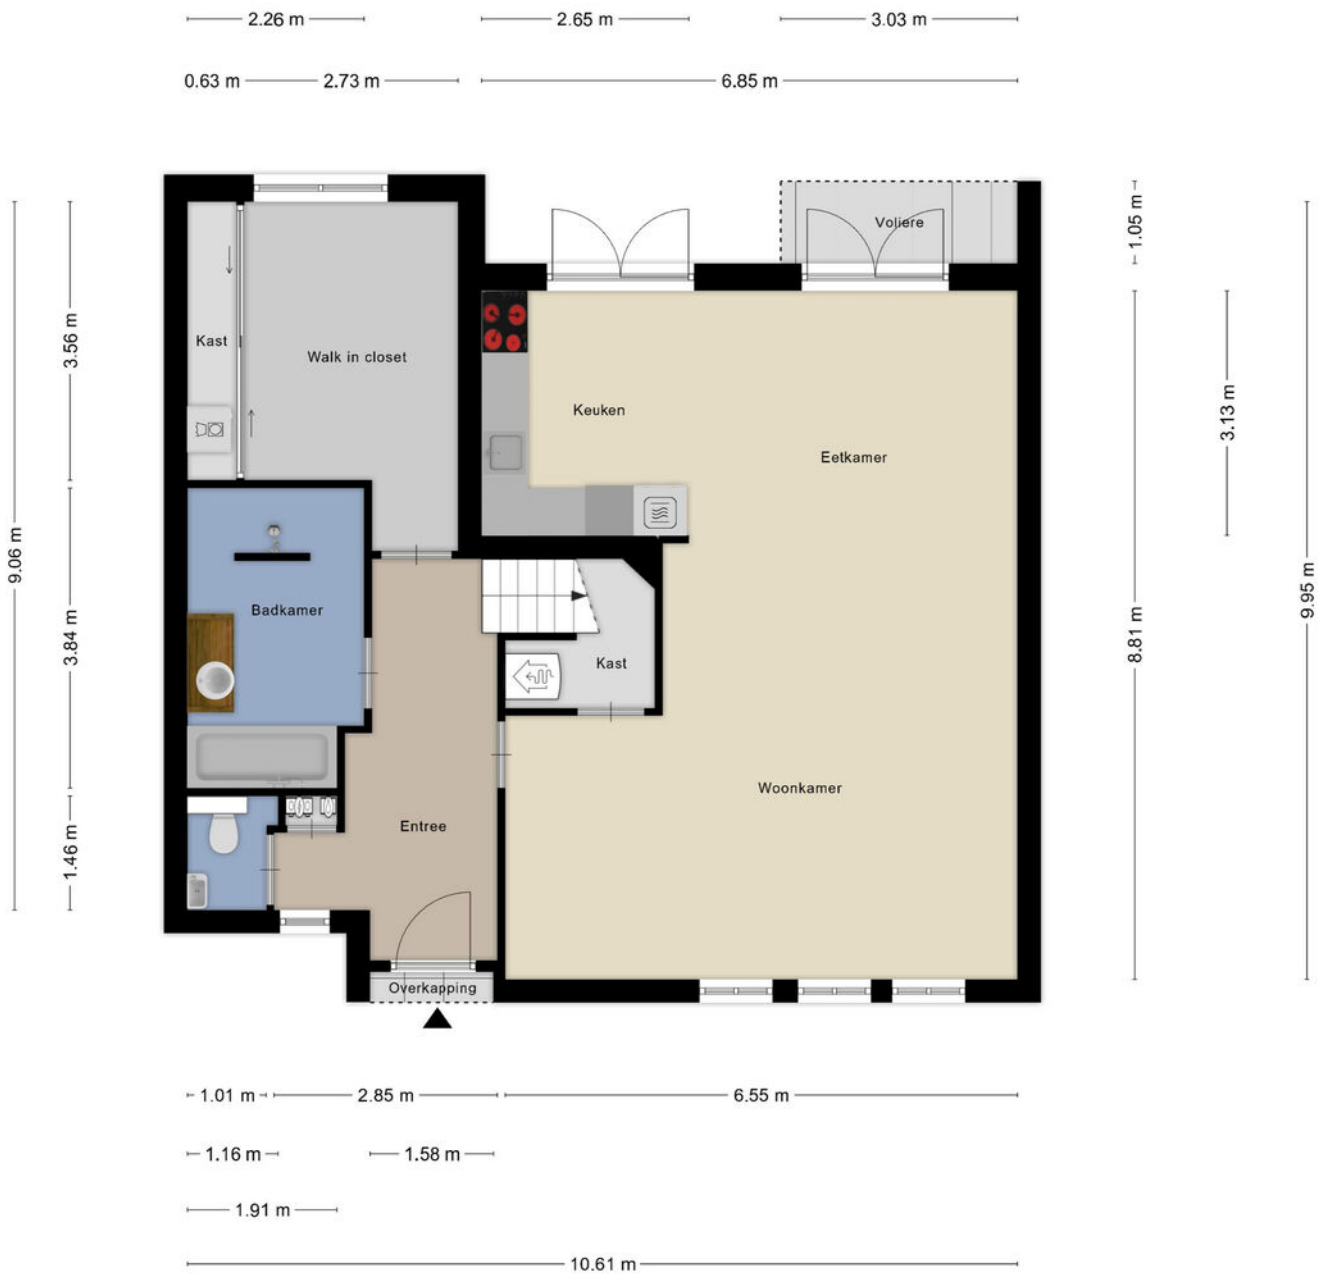 2.26 m
2.65 m
3.03 m
0.63 m
2.73 m
6.85 m
1.05 m
Voliere
3.56 m
Kast
Walk in closet
3.13 m
Keuken
Eetkamer
9.06 m
9.95 m
Badkamer
3.84 m
8.81 m
Kast
Woonkamer
Entree
1.46 m
Overkapping
1.01 m
2.85 m
6.55 m
1.16 m
1.58 m
1.91 m
10.61 m